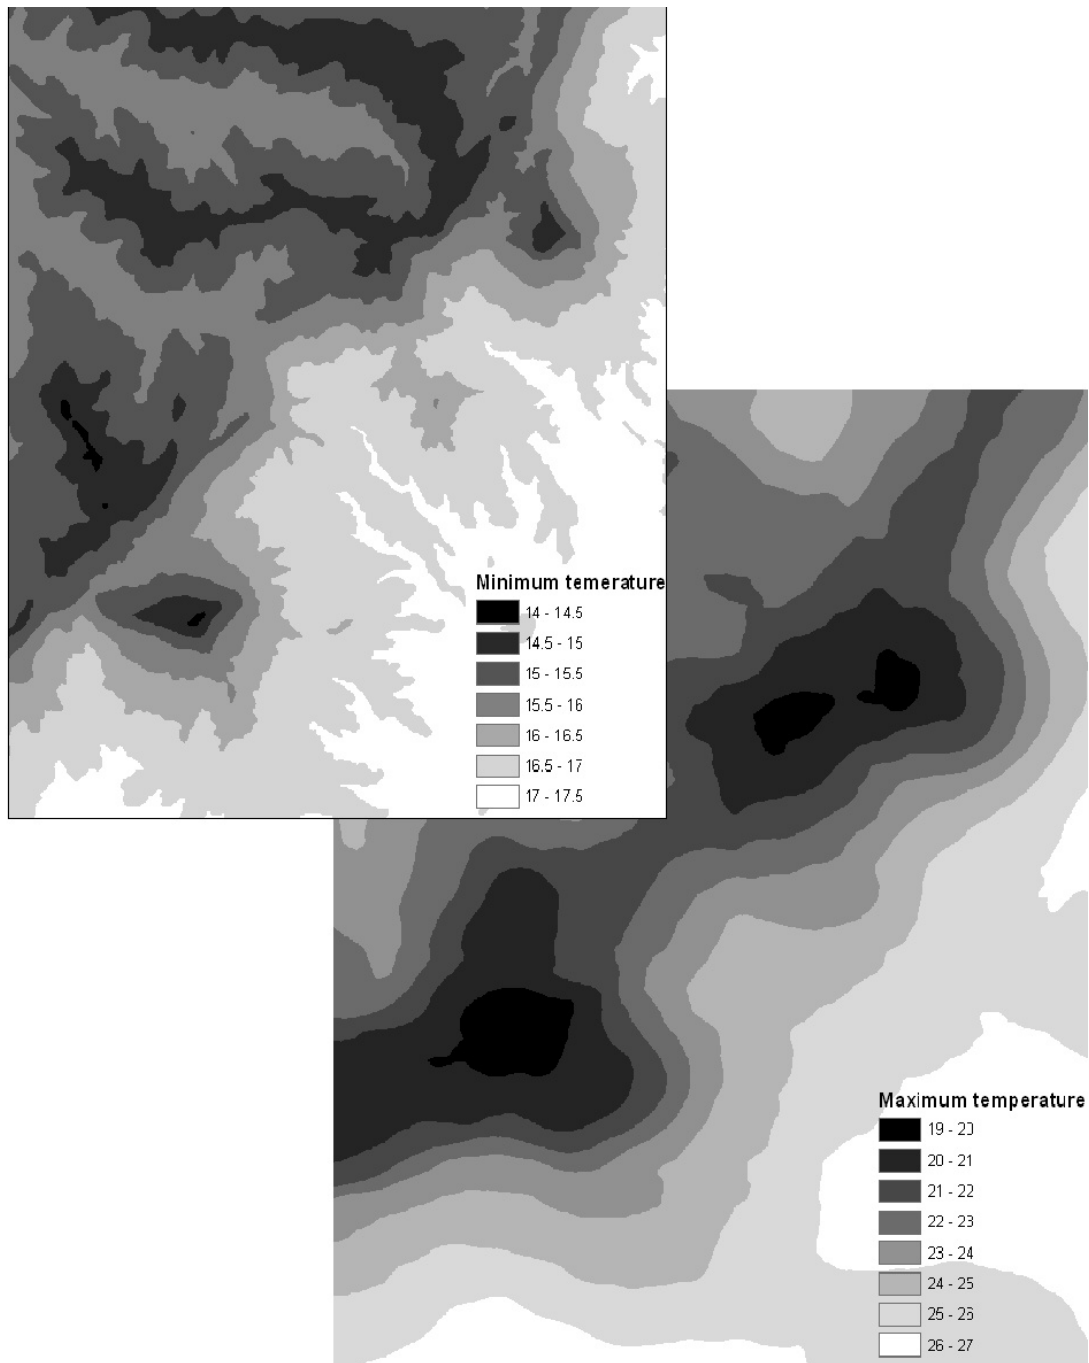 Minimum temerature
14 - 14.5
14.5 - 15
15 - 15.5
15.5 - 16
16 - 16.5
16.5 - 17
17 - 17.5
Maximum temperature
19 - 20
20 - 21
21 - 22
22 - 23
23 - 24
24 - 25
25 - 26
26 - 27